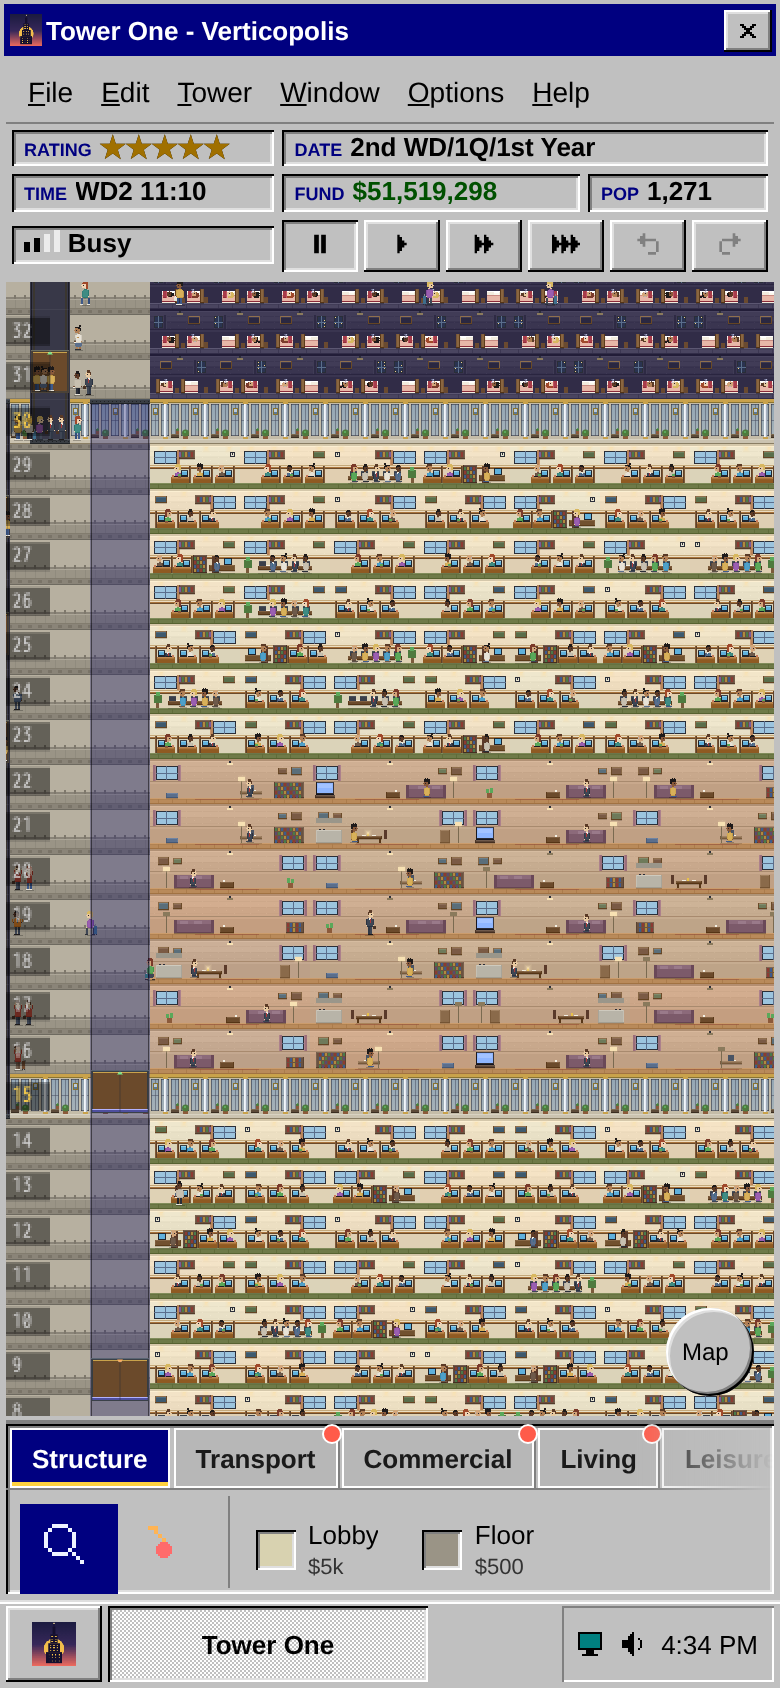 Tower One - Verticopolis
File Edit Tower Window Options Help
RATING
DATE 2nd WD/1Q/1st Year
TIME WD2 11:10
FUND $51,519,298
POP 1,271
Busy
32
31
30
29
28
27
26
25
24
23
22
21
20
19
18
17
16
15
14
13
12
11
10
9
8
Map
Structure Transport Commercial Living Leisure
Lobby
$5k
Floor
$500
Tower One
4:34 PM